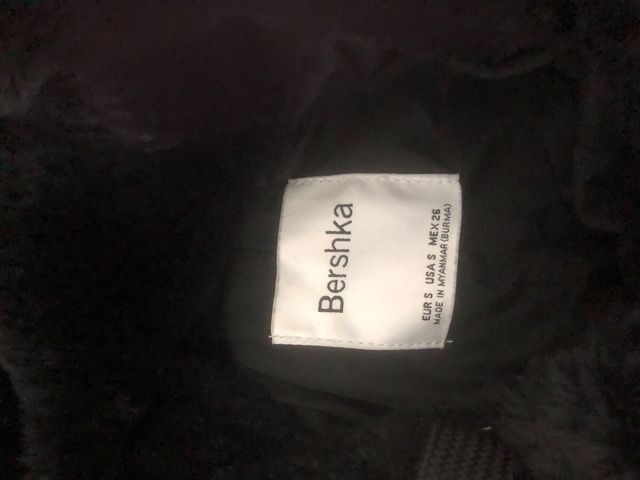 Bershka
EUR S USA S MEX 26
MADE IN MYANMAR (BURMA)